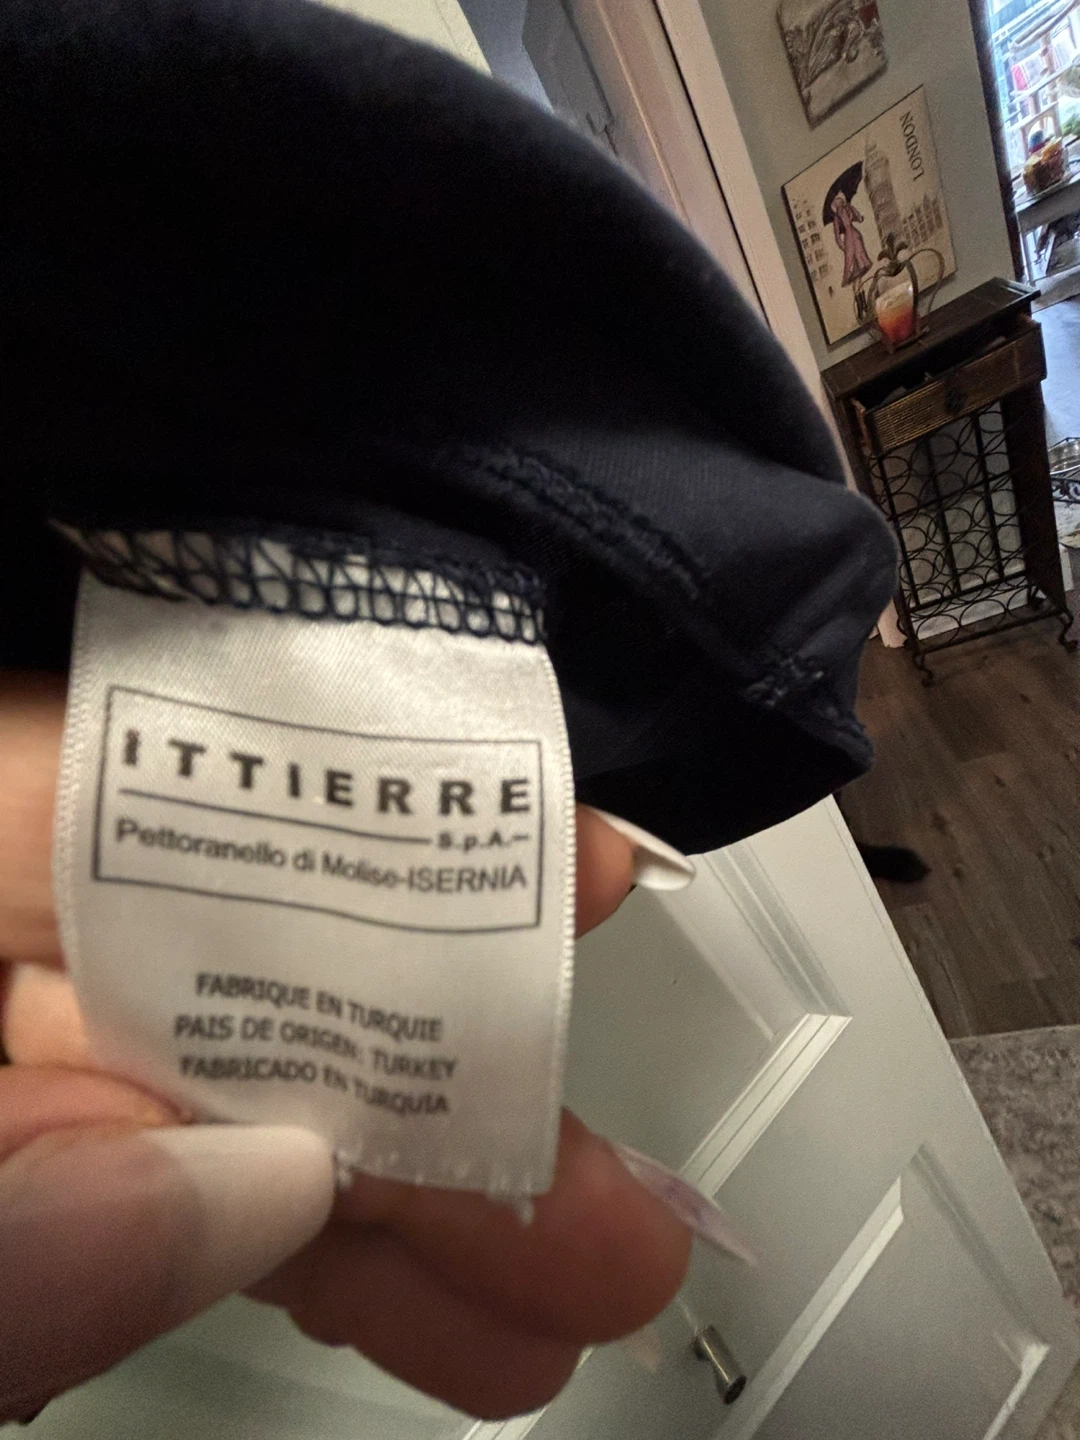 ITTIERRE
S.p.A.
Pettoranello di Molise-ISERNIA
FABRIQUE EN TURQUIE
PAIS DE ORIGEN: TURKEY
FABRICADO EN TURQUIA
LONDON